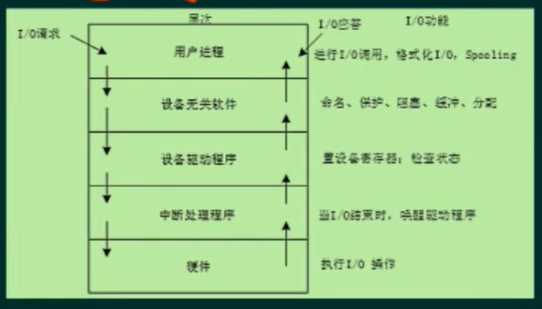 层次
I/O请求
I/O应答
I/O功能
用户进程
进行I/O调用，格式化I/O，Spooling
设备无关软件
命名、保护、阻塞、缓冲、分配
设备驱动程序
置设备寄存器；检查状态
中断处理程序
当I/O结束时，唤醒驱动程序
硬件
执行I/O 操作